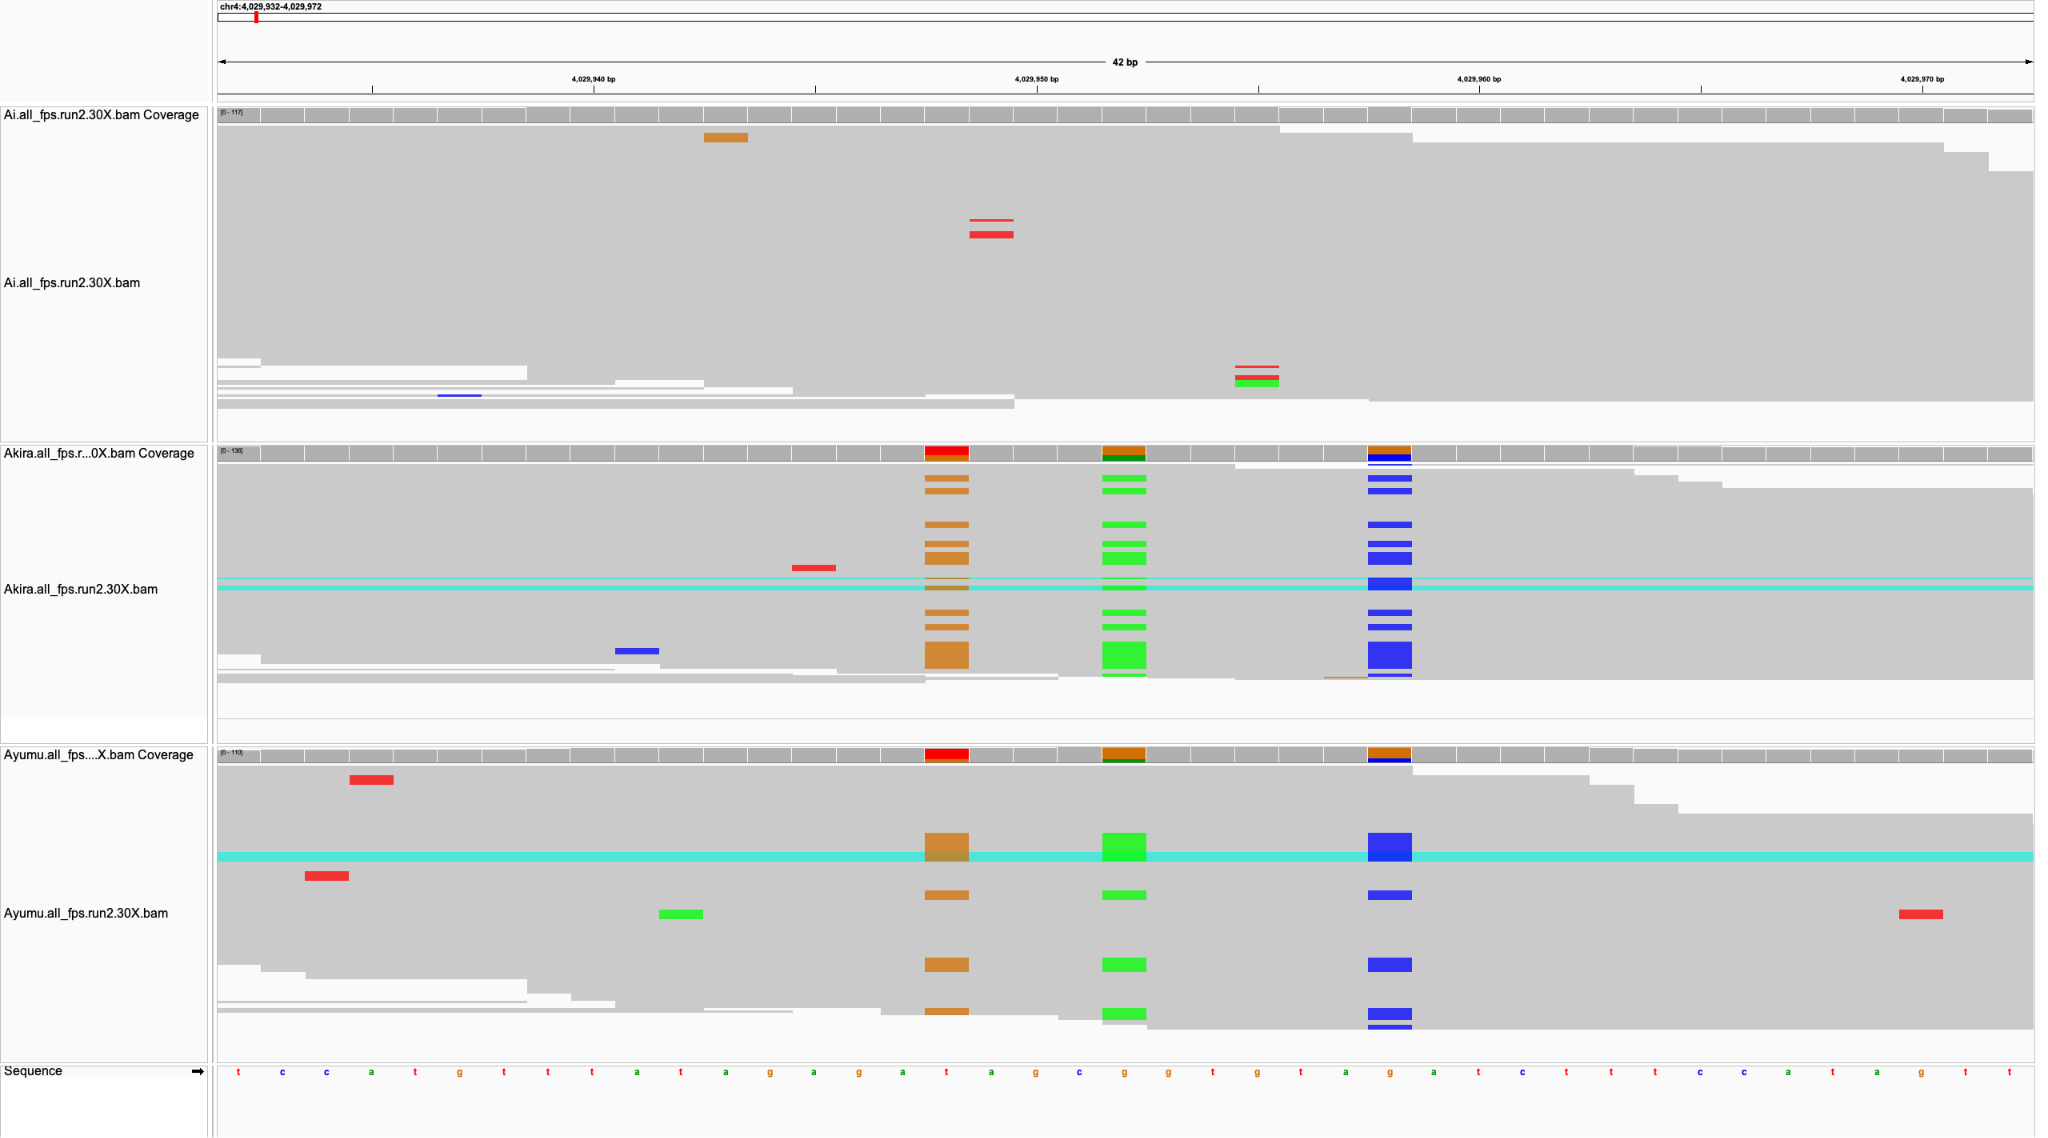 chr4:4,029,932-4,029,972
42 bp
4,029,940 bp 4,029,950 bp 4,029,960 bp 4,029,970 bp
Ai.all_fps.run2.30X.bam Coverage
[0 - 117]
Ai.all_fps.run2.30X.bam
Akira.all_fps.r...0X.bam Coverage
[0 - 136]
Akira.all_fps.run2.30X.bam
Ayumu.all_fps....X.bam Coverage
[0 - 110]
Ayumu.all_fps.run2.30X.bam
Sequence t c c a t g t t t a t a g a g a t a g c g g t g t a g a t c t t t c c a t a g t t